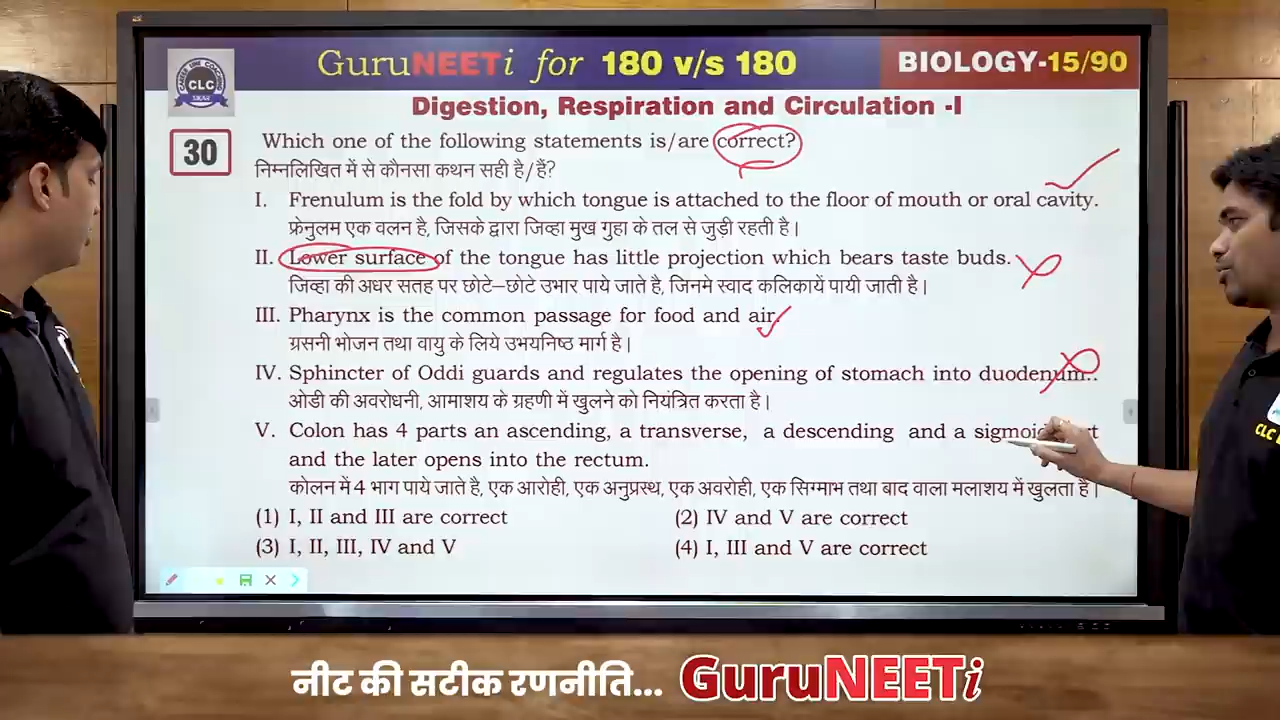 GuruNEETi for 180 v/s 180
BIOLOGY-15/90
CLC
Digestion, Respiration and Circulation -I
30
Which one of the following statements is/are correct?
निम्नलिखित में से कौनसा कथन सही है/हैं?
I. Frenulum is the fold by which tongue is attached to the floor of mouth or oral cavity.
फ्रेनुलम एक वलन है, जिसके द्वारा जिव्हा मुख गुहा के तल से जुड़ी रहती है।
II. Lower surface of the tongue has little projection which bears taste buds.
जिव्हा की अधर सतह पर छोटे–छोटे उभार पाये जाते है, जिनमे स्वाद कलिकायें पायी जाती है।
III. Pharynx is the common passage for food and air.
ग्रसनी भोजन तथा वायु के लिये उभयनिष्ठ मार्ग है।
IV. Sphincter of Oddi guards and regulates the opening of stomach into duodenum..
ओडी की अवरोधनी, आमाशय के ग्रहणी में खुलने को नियंत्रित करता है।
V. Colon has 4 parts an ascending, a transverse, a descending and a sigmoid
and the later opens into the rectum.
कोलन में 4 भाग पाये जाते है, एक आरोही, एक अनुप्रस्थ, एक अवरोही, एक सिग्माभ तथा बाद वाला मलाशय में खुलता है।
(1) I, II and III are correct
(2) IV and V are correct
(3) I, II, III, IV and V
(4) I, III and V are correct
CLC
नीट की सटीक रणनीति... GuruNEETi